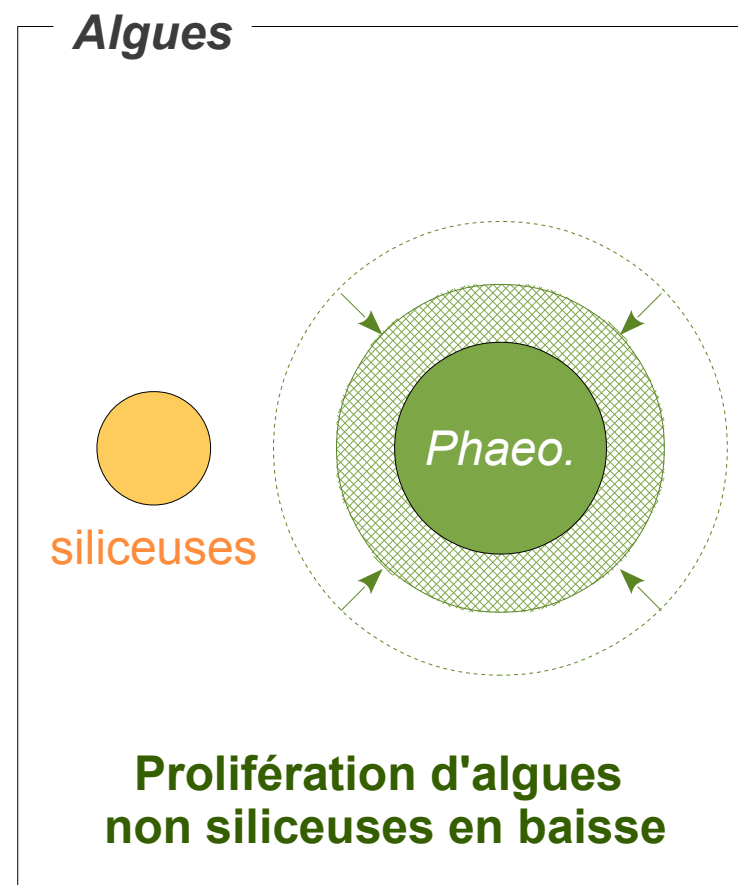 Algues
Phaeo.
siliceuses
Prolifération d'algues
non siliceuses en baisse